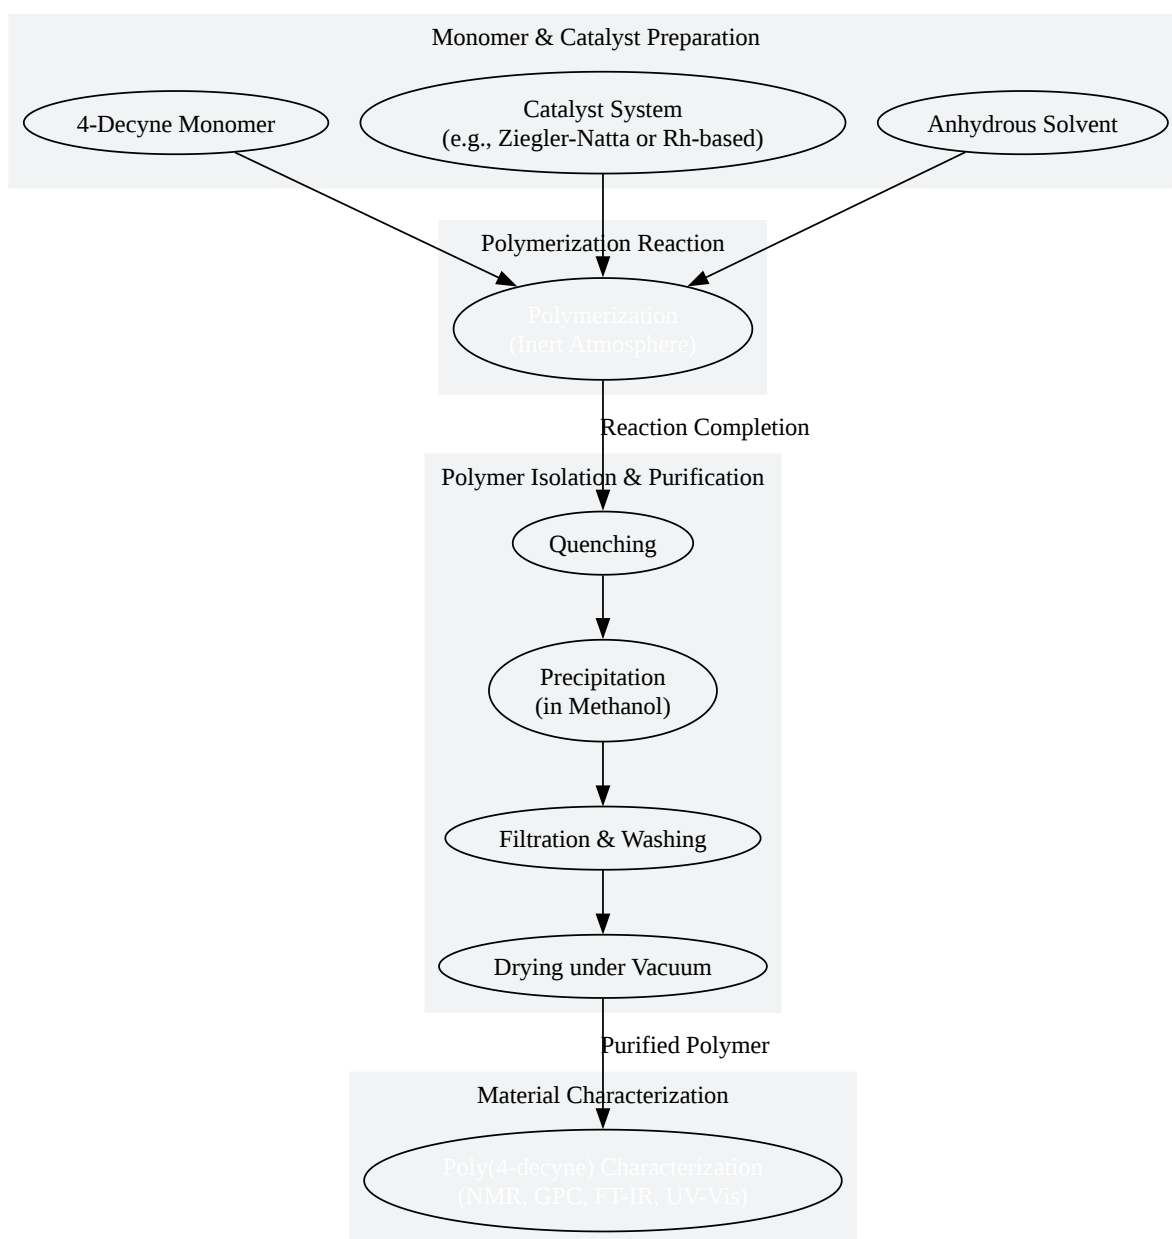 Monomer & Catalyst Preparation
4-Decyne Monomer
Catalyst System
(e.g., Ziegler-Natta or Rh-based)
Anhydrous Solvent
Polymerization Reaction
Polymerization
(Inert Atmosphere)
Reaction Completion
Polymer Isolation & Purification
Quenching
Precipitation
(in Methanol)
Filtration & Washing
Drying under Vacuum
Purified Polymer
Material Characterization
Poly(4-decyne) Characterization
(NMR, GPC, FT-IR, UV-Vis)